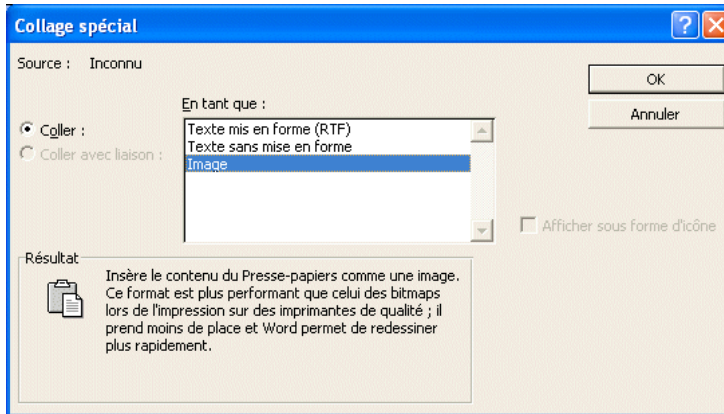 Collage spécial
Source : Inconnu
OK
Annuler
En tant que :
Coller :
Coller avec liaison :
Texte mis en forme (RTF)
Texte sans mise en forme
Image
Afficher sous forme d'icône
Résultat
Insère le contenu du Presse-papiers comme une image.
Ce format est plus performant que celui des bitmaps
lors de l'impression sur des imprimantes de qualité ; il
prend moins de place et Word permet de redessiner
plus rapidement.